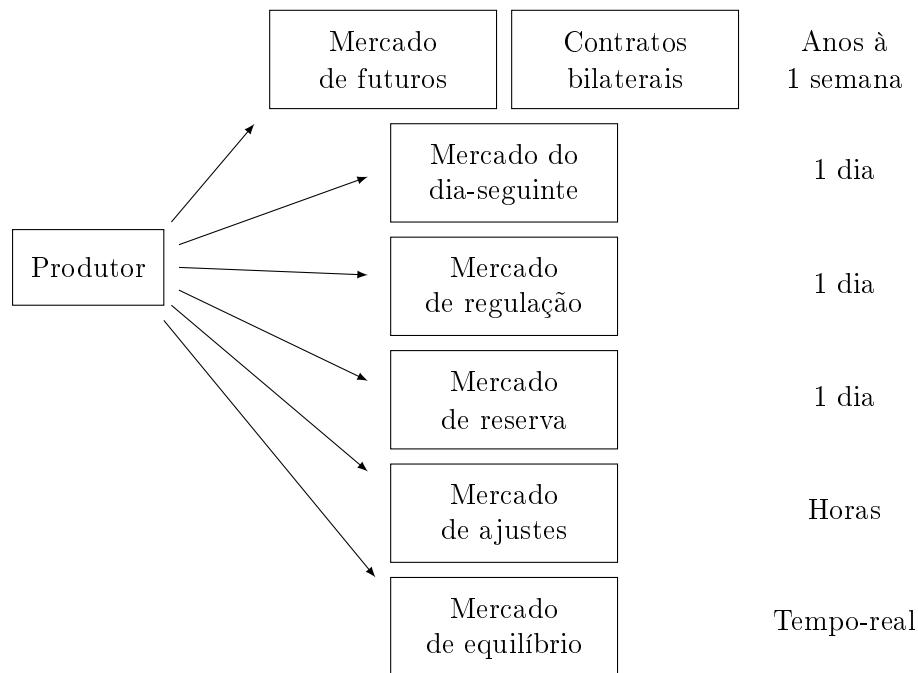 Mercado
de futuros
Contratos
bilaterais
Anos à
1 semana
Mercado do
dia-seguinte
1 dia
Produtor
Mercado
de regulação
1 dia
Mercado
de reserva
1 dia
Mercado
de ajustes
Horas
Mercado
de equilíbrio
Tempo-real